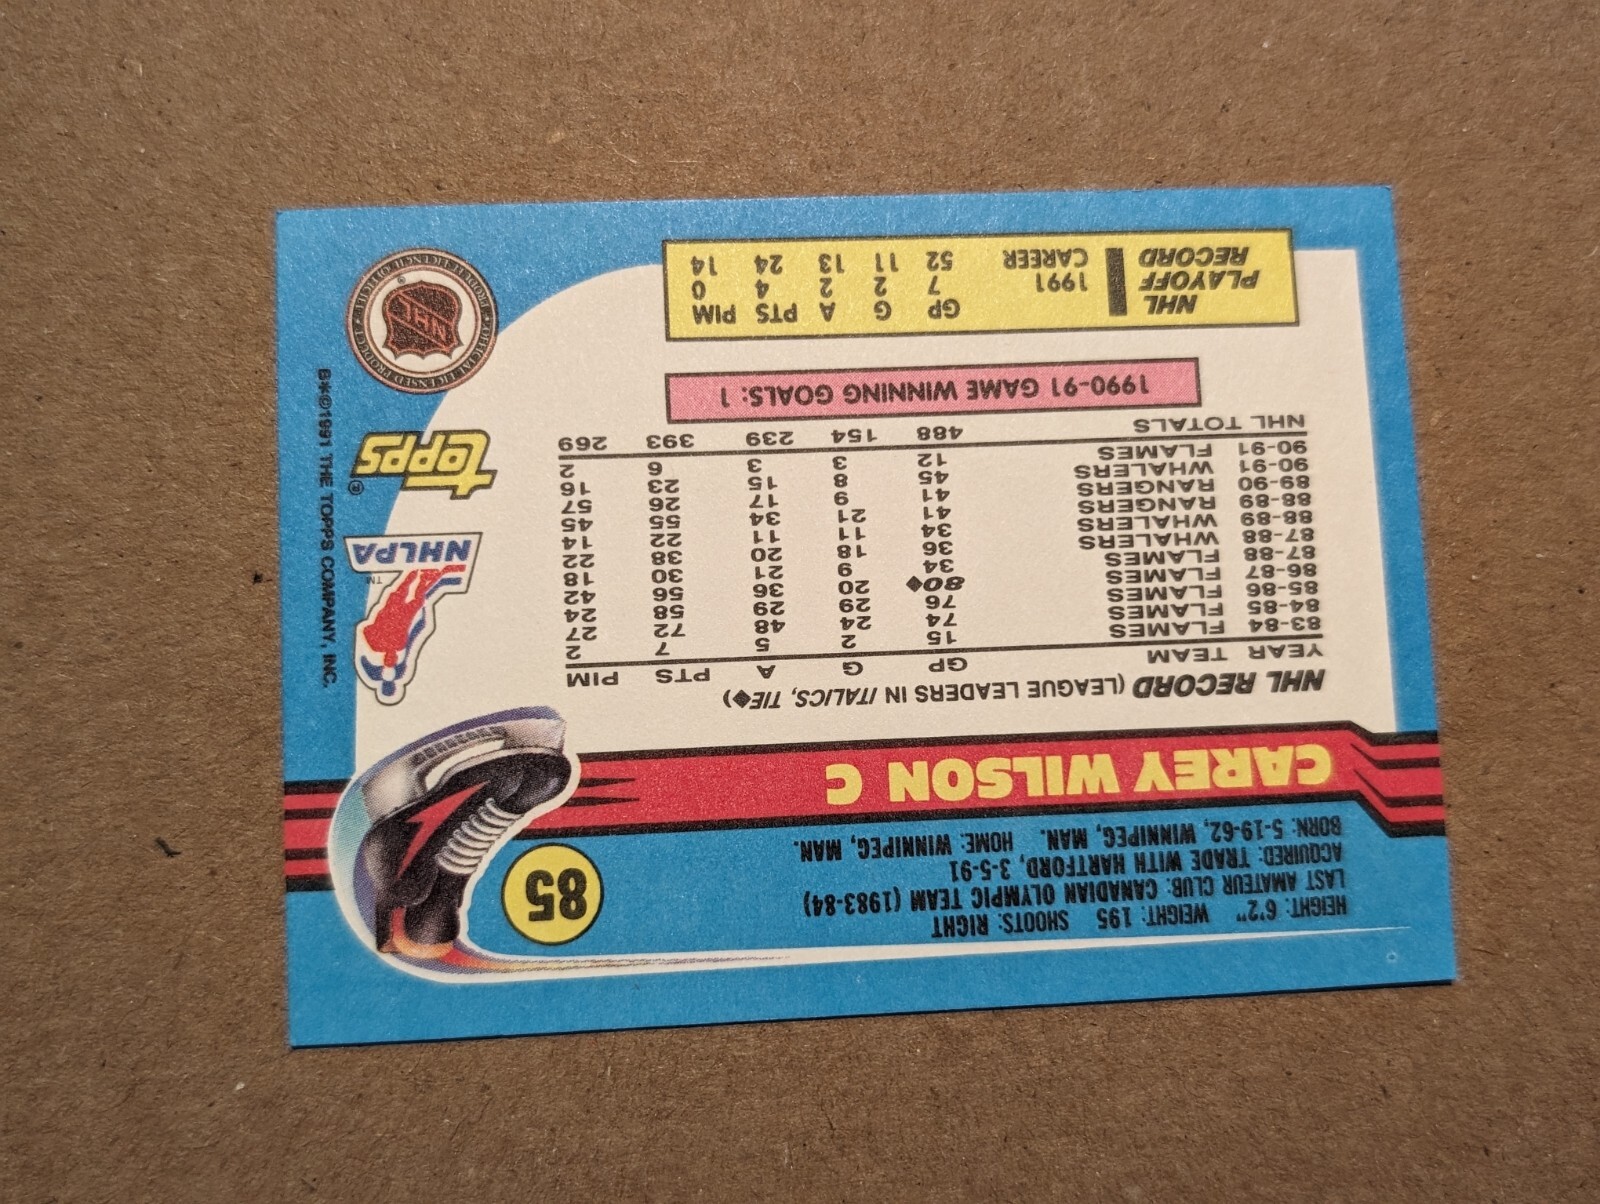 HEIGHT: 6'2" WEIGHT: 195 SHOOTS: RIGHT
LAST AMATEUR CLUB: CANADIAN OLYMPIC TEAM (1983-84)
ACQUIRED: TRADE WITH HARTFORD, 3-5-91
BORN: 5-19-62, WINNIPEG, MAN. HOME: WINNIPEG, MAN.
85
CAREY WILSON C
NHL RECORD (LEAGUE LEADERS IN ITALICS, TIE◆)
YEAR TEAM GP G A PTS PIM
83-84 FLAMES 15 2 5 7 2
84-85 FLAMES 74 24 48 72 27
85-86 FLAMES 76 29 29 58 24
86-87 FLAMES 80◆ 20 36 56 42
87-88 FLAMES 34 9 21 30 18
87-88 WHALERS 36 18 20 38 22
88-89 WHALERS 34 11 11 22 14
88-89 RANGERS 41 21 34 55 45
89-90 RANGERS 41 9 17 26 57
90-91 WHALERS 45 8 15 23 16
90-91 FLAMES 12 3 3 6 2
NHL TOTALS 488 154 239 393 269
1990-91 GAME WINNING GOALS: 1
NHL PLAYOFF RECORD
GP G A PTS PIM
1991 7 2 2 4 0
CAREER 52 11 13 24 14
NHLPA™
Topps®
NHL®
OFFICIAL LICENSED PRODUCT • PRODUIT LICENCIÉ OFFICIEL •
B*©1991 THE TOPPS COMPANY, INC.